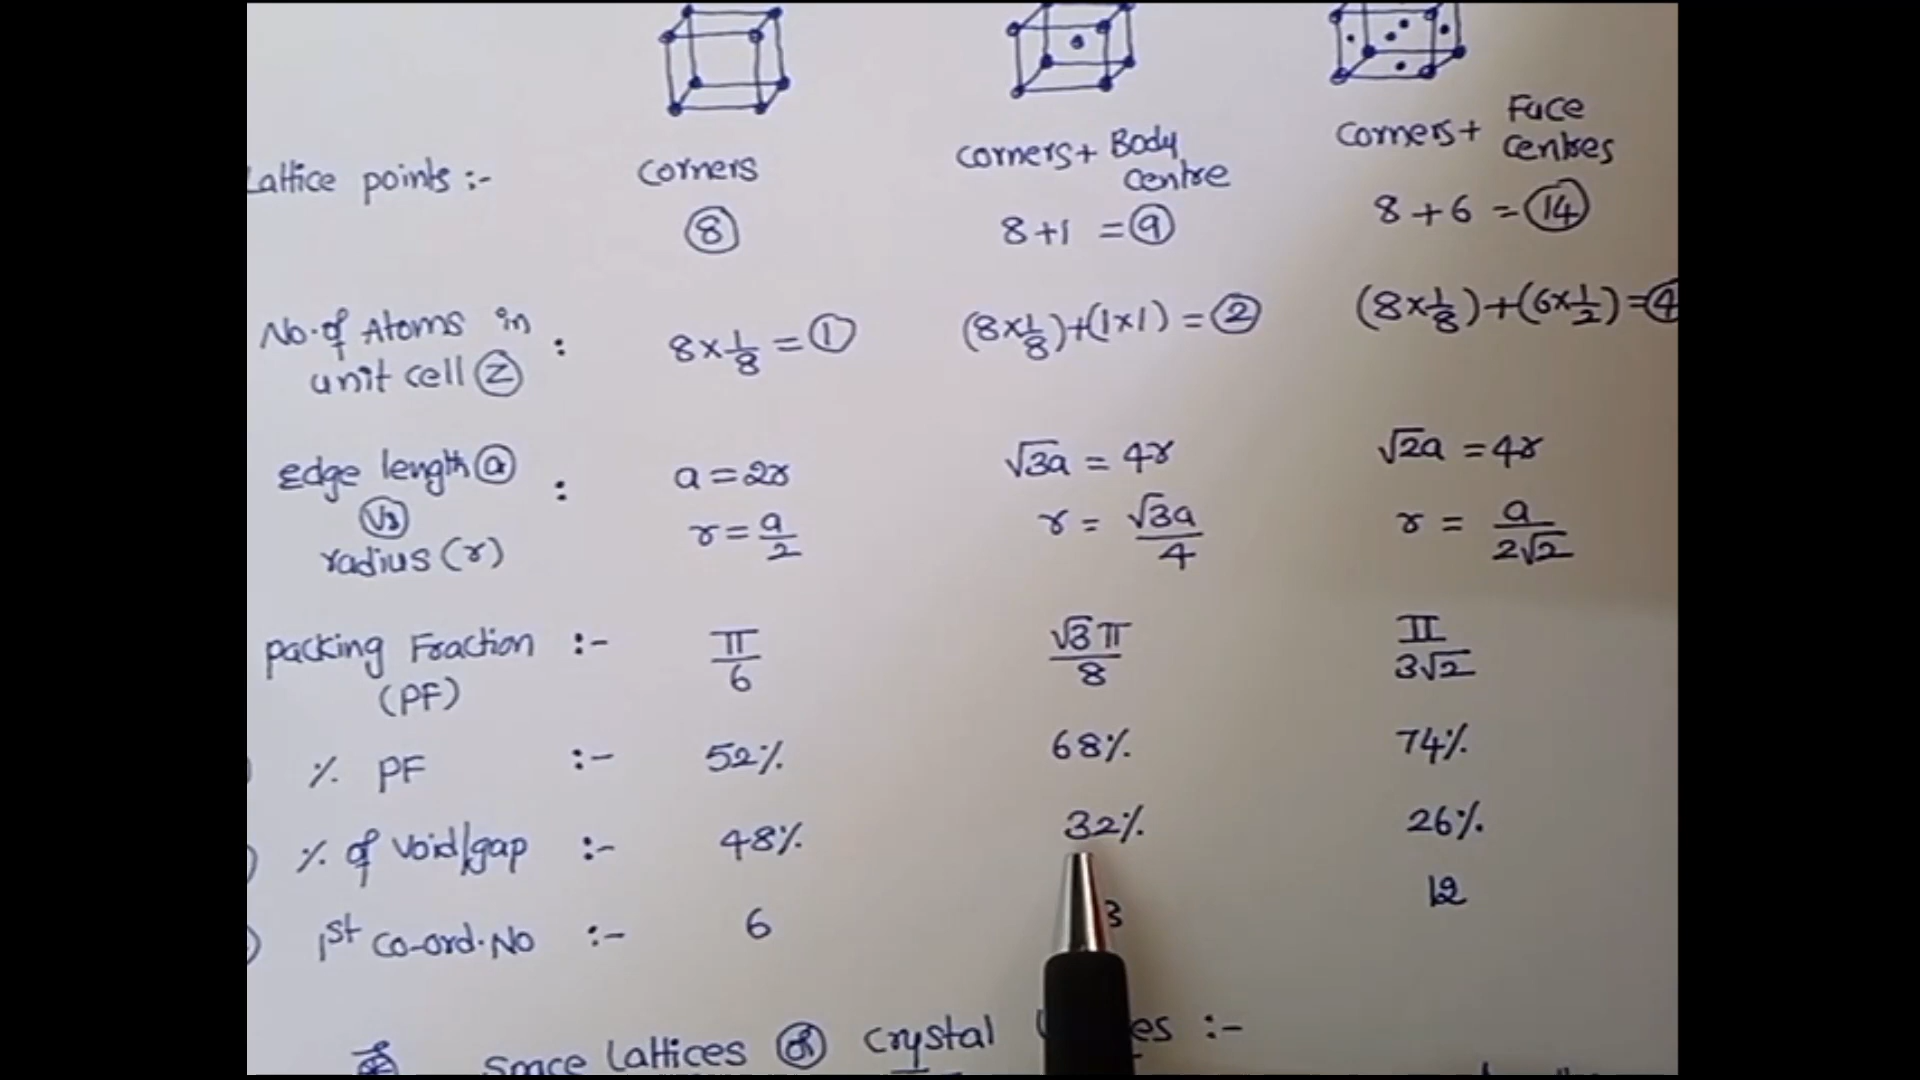 corners + Face
centres
corners + Body
centre
Lattice points :- corners
8
8+1 = 9
8 + 6 = 14
No. of Atoms in
unit cell Z : 8×1/8 = 1
(8×1/8)+(1×1) = 2
(8×1/8)+(6×1/2) = 4
Edge length a
Vs
radius (r) :
a = 2r
r = a/2
√3a = 4r
r = √3a/4
√2a = 4r
r = a/2√2
Packing Fraction :- π/6 √3π/8 π/3√2
(PF)
% PF :- 52% 68% 74%
% of Void/gap :- 48% 32% 26%
1st Co-ord. No :- 6 12
Space Lattices or crystal